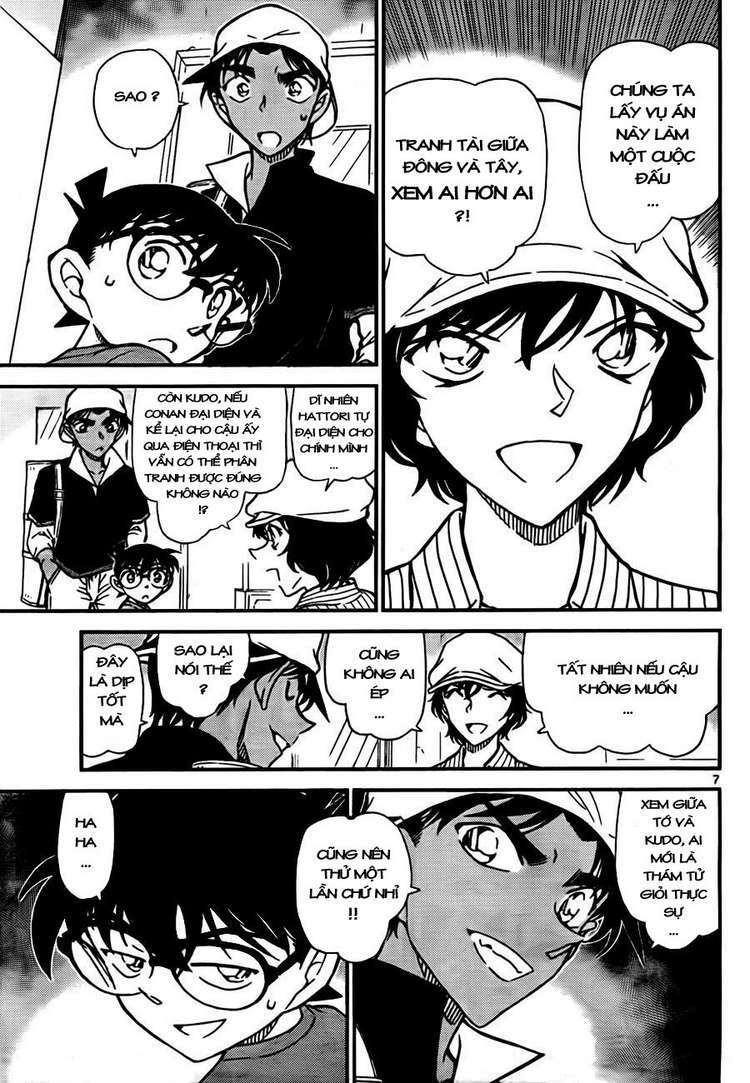 CHÚNG TA
LẤY VỤ ÁN
NÀY LÀM
MỘT CUỘC
ĐẤU
...
TRANH TÀI GIỮA
ĐÔNG VÀ TÂY,
XEM AI HƠN AI
?!
SAO ?
DĨ NHIÊN
HATTORI TỰ
ĐẠI DIỆN CHO
CHÍNH MÌNH
...
CÒN KUDO, NẾU
CONAN ĐẠI DIỆN VÀ
KỂ LẠI CHO CẬU ẤY
QUA ĐIỆN THOẠI THÌ
VẪN CÓ THỂ PHÂN
TRANH ĐƯỢC ĐÚNG
KHÔNG NÀO
!?
TẤT NHIÊN NẾU CẬU
KHÔNG MUỐN
...
CŨNG
KHÔNG AI
ÉP
...
SAO LẠI
NÓI THẾ
?
ĐÂY
LÀ DỊP
TỐT
MÀ
7
XEM GIỮA
TỚ VÀ
KUDO, AI
MỚI LÀ
THÁM TỬ
GIỎI THỰC
SỰ
...
CŨNG NÊN
THỬ MỘT
LẦN CHỨ NHỈ
!!
HA
HA
...